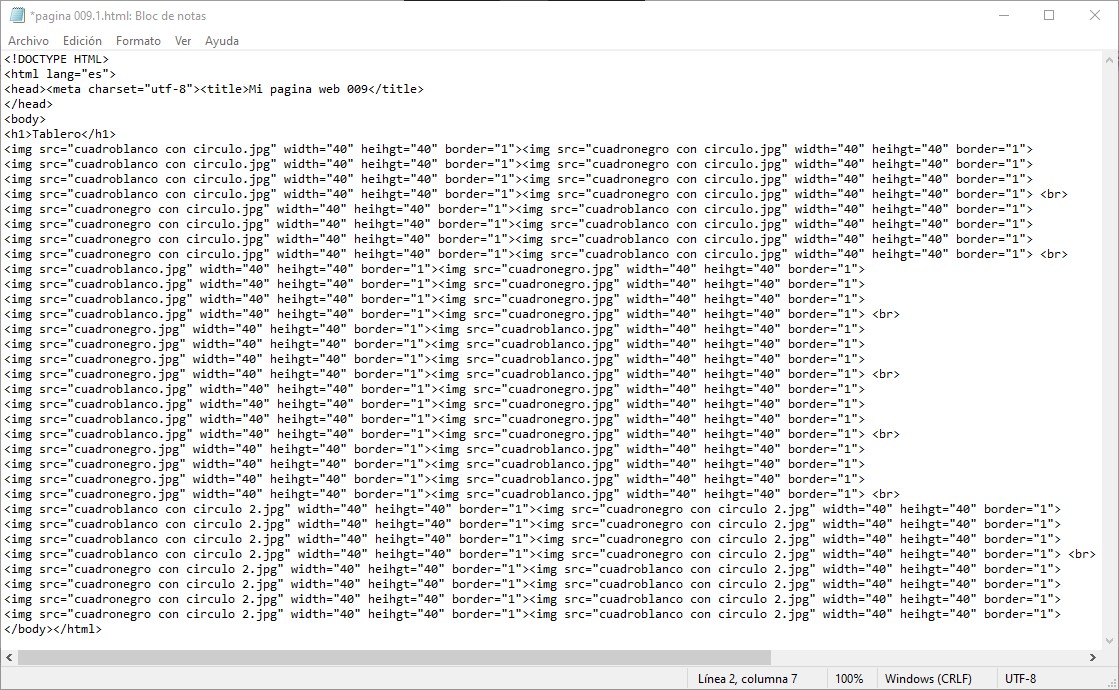 *pagina 009.1.html: Bloc de notas
Archivo Edición Formato Ver Ayuda
<!DOCTYPE HTML>
<html lang="es">
<head><meta charset="utf-8"><title>Mi pagina web 009</title>
</head>
<body>
<h1>Tablero</h1>
<img src="cuadroblanco con circulo.jpg" width="40" heihgt="40" border="1"><img src="cuadronegro con circulo.jpg" width="40" heihgt="40" border="1">
<img src="cuadroblanco con circulo.jpg" width="40" heihgt="40" border="1"><img src="cuadronegro con circulo.jpg" width="40" heihgt="40" border="1">
<img src="cuadroblanco con circulo.jpg" width="40" heihgt="40" border="1"><img src="cuadronegro con circulo.jpg" width="40" heihgt="40" border="1">
<img src="cuadroblanco con circulo.jpg" width="40" heihgt="40" border="1"><img src="cuadronegro con circulo.jpg" width="40" heihgt="40" border="1"> <br>
<img src="cuadronegro con circulo.jpg" width="40" heihgt="40" border="1"><img src="cuadroblanco con circulo.jpg" width="40" heihgt="40" border="1">
<img src="cuadronegro con circulo.jpg" width="40" heihgt="40" border="1"><img src="cuadroblanco con circulo.jpg" width="40" heihgt="40" border="1">
<img src="cuadronegro con circulo.jpg" width="40" heihgt="40" border="1"><img src="cuadroblanco con circulo.jpg" width="40" heihgt="40" border="1">
<img src="cuadronegro con circulo.jpg" width="40" heihgt="40" border="1"><img src="cuadroblanco con circulo.jpg" width="40" heihgt="40" border="1"> <br>
<img src="cuadroblanco.jpg" width="40" heihgt="40" border="1"><img src="cuadronegro.jpg" width="40" heihgt="40" border="1">
<img src="cuadroblanco.jpg" width="40" heihgt="40" border="1"><img src="cuadronegro.jpg" width="40" heihgt="40" border="1">
<img src="cuadroblanco.jpg" width="40" heihgt="40" border="1"><img src="cuadronegro.jpg" width="40" heihgt="40" border="1">
<img src="cuadroblanco.jpg" width="40" heihgt="40" border="1"><img src="cuadronegro.jpg" width="40" heihgt="40" border="1"> <br>
<img src="cuadronegro.jpg" width="40" heihgt="40" border="1"><img src="cuadroblanco.jpg" width="40" heihgt="40" border="1">
<img src="cuadronegro.jpg" width="40" heihgt="40" border="1"><img src="cuadroblanco.jpg" width="40" heihgt="40" border="1">
<img src="cuadronegro.jpg" width="40" heihgt="40" border="1"><img src="cuadroblanco.jpg" width="40" heihgt="40" border="1">
<img src="cuadronegro.jpg" width="40" heihgt="40" border="1"><img src="cuadroblanco.jpg" width="40" heihgt="40" border="1"> <br>
<img src="cuadroblanco.jpg" width="40" heihgt="40" border="1"><img src="cuadronegro.jpg" width="40" heihgt="40" border="1">
<img src="cuadroblanco.jpg" width="40" heihgt="40" border="1"><img src="cuadronegro.jpg" width="40" heihgt="40" border="1">
<img src="cuadroblanco.jpg" width="40" heihgt="40" border="1"><img src="cuadronegro.jpg" width="40" heihgt="40" border="1">
<img src="cuadroblanco.jpg" width="40" heihgt="40" border="1"><img src="cuadronegro.jpg" width="40" heihgt="40" border="1"> <br>
<img src="cuadronegro.jpg" width="40" heihgt="40" border="1"><img src="cuadroblanco.jpg" width="40" heihgt="40" border="1">
<img src="cuadronegro.jpg" width="40" heihgt="40" border="1"><img src="cuadroblanco.jpg" width="40" heihgt="40" border="1">
<img src="cuadronegro.jpg" width="40" heihgt="40" border="1"><img src="cuadroblanco.jpg" width="40" heihgt="40" border="1">
<img src="cuadronegro.jpg" width="40" heihgt="40" border="1"><img src="cuadroblanco.jpg" width="40" heihgt="40" border="1"> <br>
<img src="cuadroblanco con circulo 2.jpg" width="40" heihgt="40" border="1"><img src="cuadronegro con circulo 2.jpg" width="40" heihgt="40" border="1">
<img src="cuadroblanco con circulo 2.jpg" width="40" heihgt="40" border="1"><img src="cuadronegro con circulo 2.jpg" width="40" heihgt="40" border="1">
<img src="cuadroblanco con circulo 2.jpg" width="40" heihgt="40" border="1"><img src="cuadronegro con circulo 2.jpg" width="40" heihgt="40" border="1">
<img src="cuadroblanco con circulo 2.jpg" width="40" heihgt="40" border="1"><img src="cuadronegro con circulo 2.jpg" width="40" heihgt="40" border="1"> <br>
<img src="cuadronegro con circulo 2.jpg" width="40" heihgt="40" border="1"><img src="cuadroblanco con circulo 2.jpg" width="40" heihgt="40" border="1">
<img src="cuadronegro con circulo 2.jpg" width="40" heihgt="40" border="1"><img src="cuadroblanco con circulo 2.jpg" width="40" heihgt="40" border="1">
<img src="cuadronegro con circulo 2.jpg" width="40" heihgt="40" border="1"><img src="cuadroblanco con circulo 2.jpg" width="40" heihgt="40" border="1">
<img src="cuadronegro con circulo 2.jpg" width="40" heihgt="40" border="1"><img src="cuadroblanco con circulo 2.jpg" width="40" heihgt="40" border="1">
</body></html>
Línea 2, columna 7 100% Windows (CRLF) UTF-8